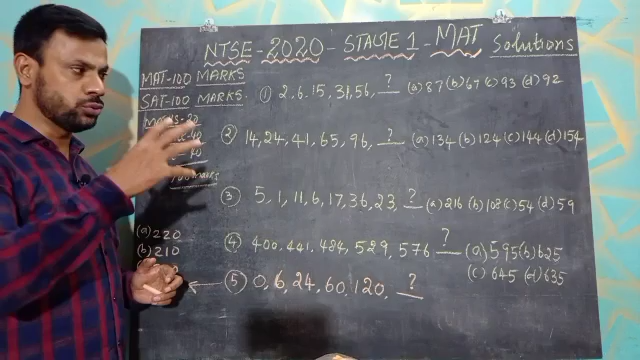 NTSE - 2020 - STAGE 1 - MAT Solutions
MAT-100 MARKS
SAT-100 MARKS.
① 2, 6, 15, 31, 56, ? (a) 87 (b) 67 (c) 93 (d) 92
② 14, 24, 41, 65, 96, ? (a) 134 (b) 124 (c) 144 (d) 154
③ 5, 1, 11, 6, 17, 36, 23, ? (a) 216 (b) 108 (c) 54 (d) 59
④ 400, 441, 484, 529, 576 ? (a) 595 (b) 625
(c) 645 (d) 635
(a) 220
(b) 210
⑤ 0, 6, 24, 60, 120, ?